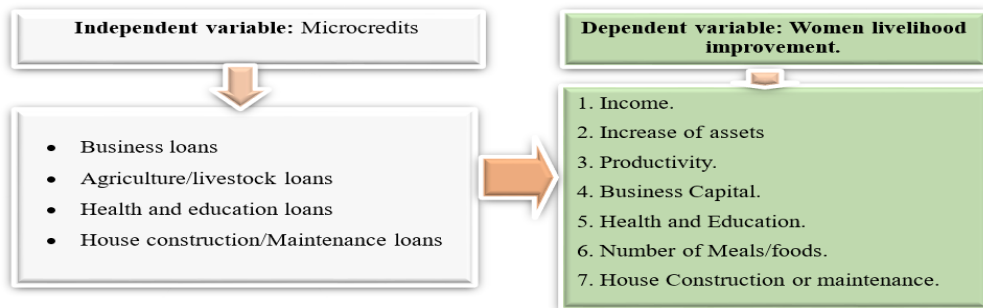 Independent variable: Microcredits
• Business loans
• Agriculture/livestock loans
• Health and education loans
• House construction/Maintenance loans
Dependent variable: Women livelihood
improvement.
1. Income.
2. Increase of assets
3. Productivity.
4. Business Capital.
5. Health and Education.
6. Number of Meals/foods.
7. House Construction or maintenance.